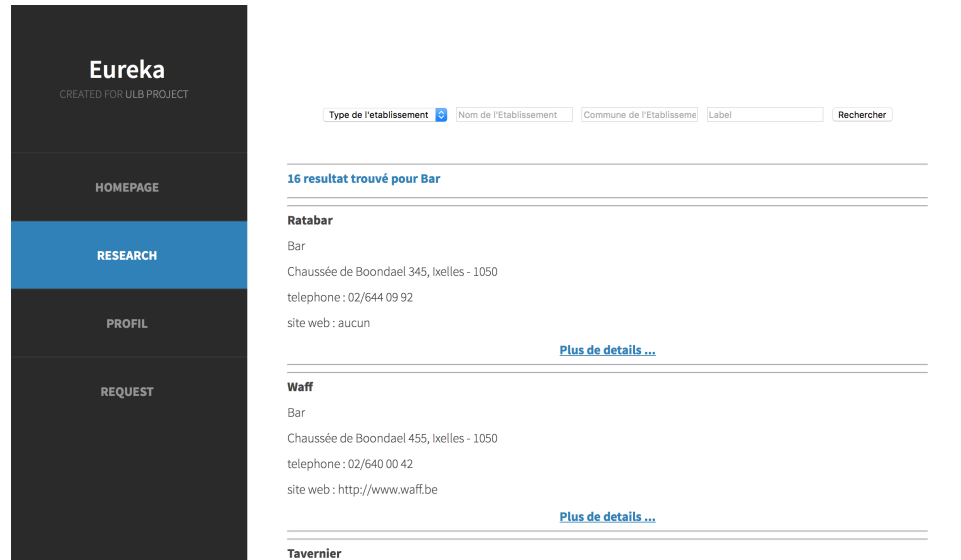 Eureka
CREATED FOR ULB PROJECT
HOMEPAGE
RESEARCH
PROFIL
REQUEST
Type de l'etablissement Nom de l'Etablissement Commune de l'Etablisseme Label Rechercher
16 resultat trouvé pour Bar
Ratabar
Bar
Chaussée de Boondael 345, Ixelles - 1050
telephone : 02/644 09 92
site web : aucun
Plus de details ...
Waff
Bar
Chaussée de Boondael 455, Ixelles - 1050
telephone : 02/640 00 42
site web : http://www.waff.be
Plus de details ...
Tavernier